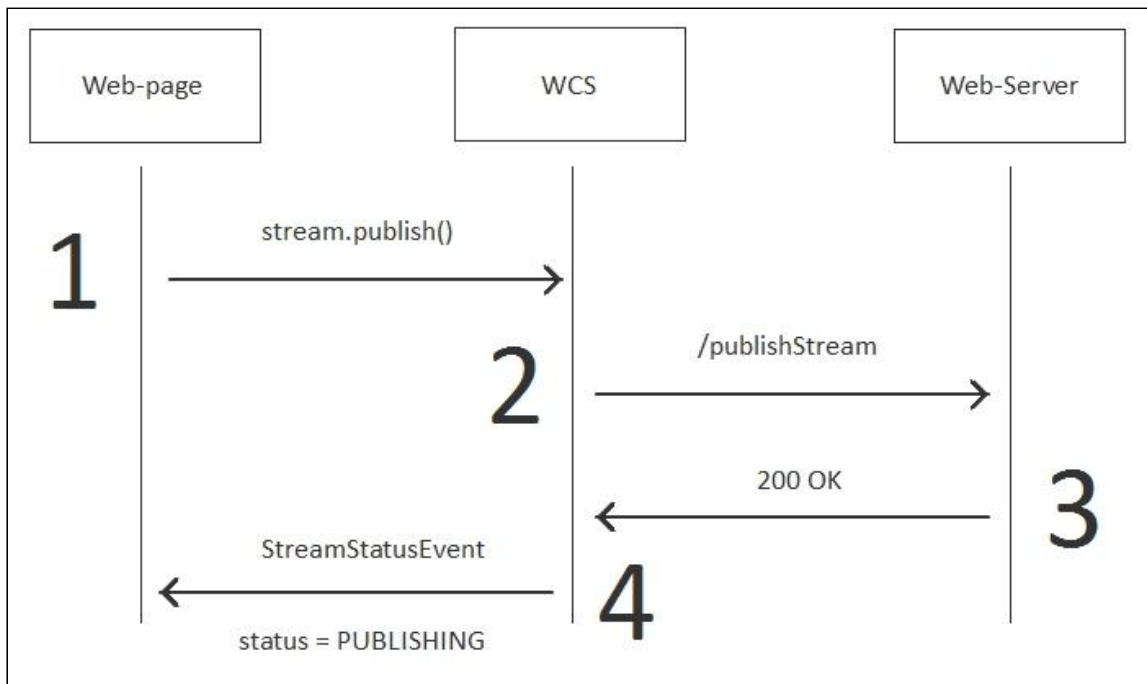 Web-page
WCS
Web-Server
1
stream.publish()
2
/publishStream
200 OK
3
StreamStatusEvent
4
status = PUBLISHING